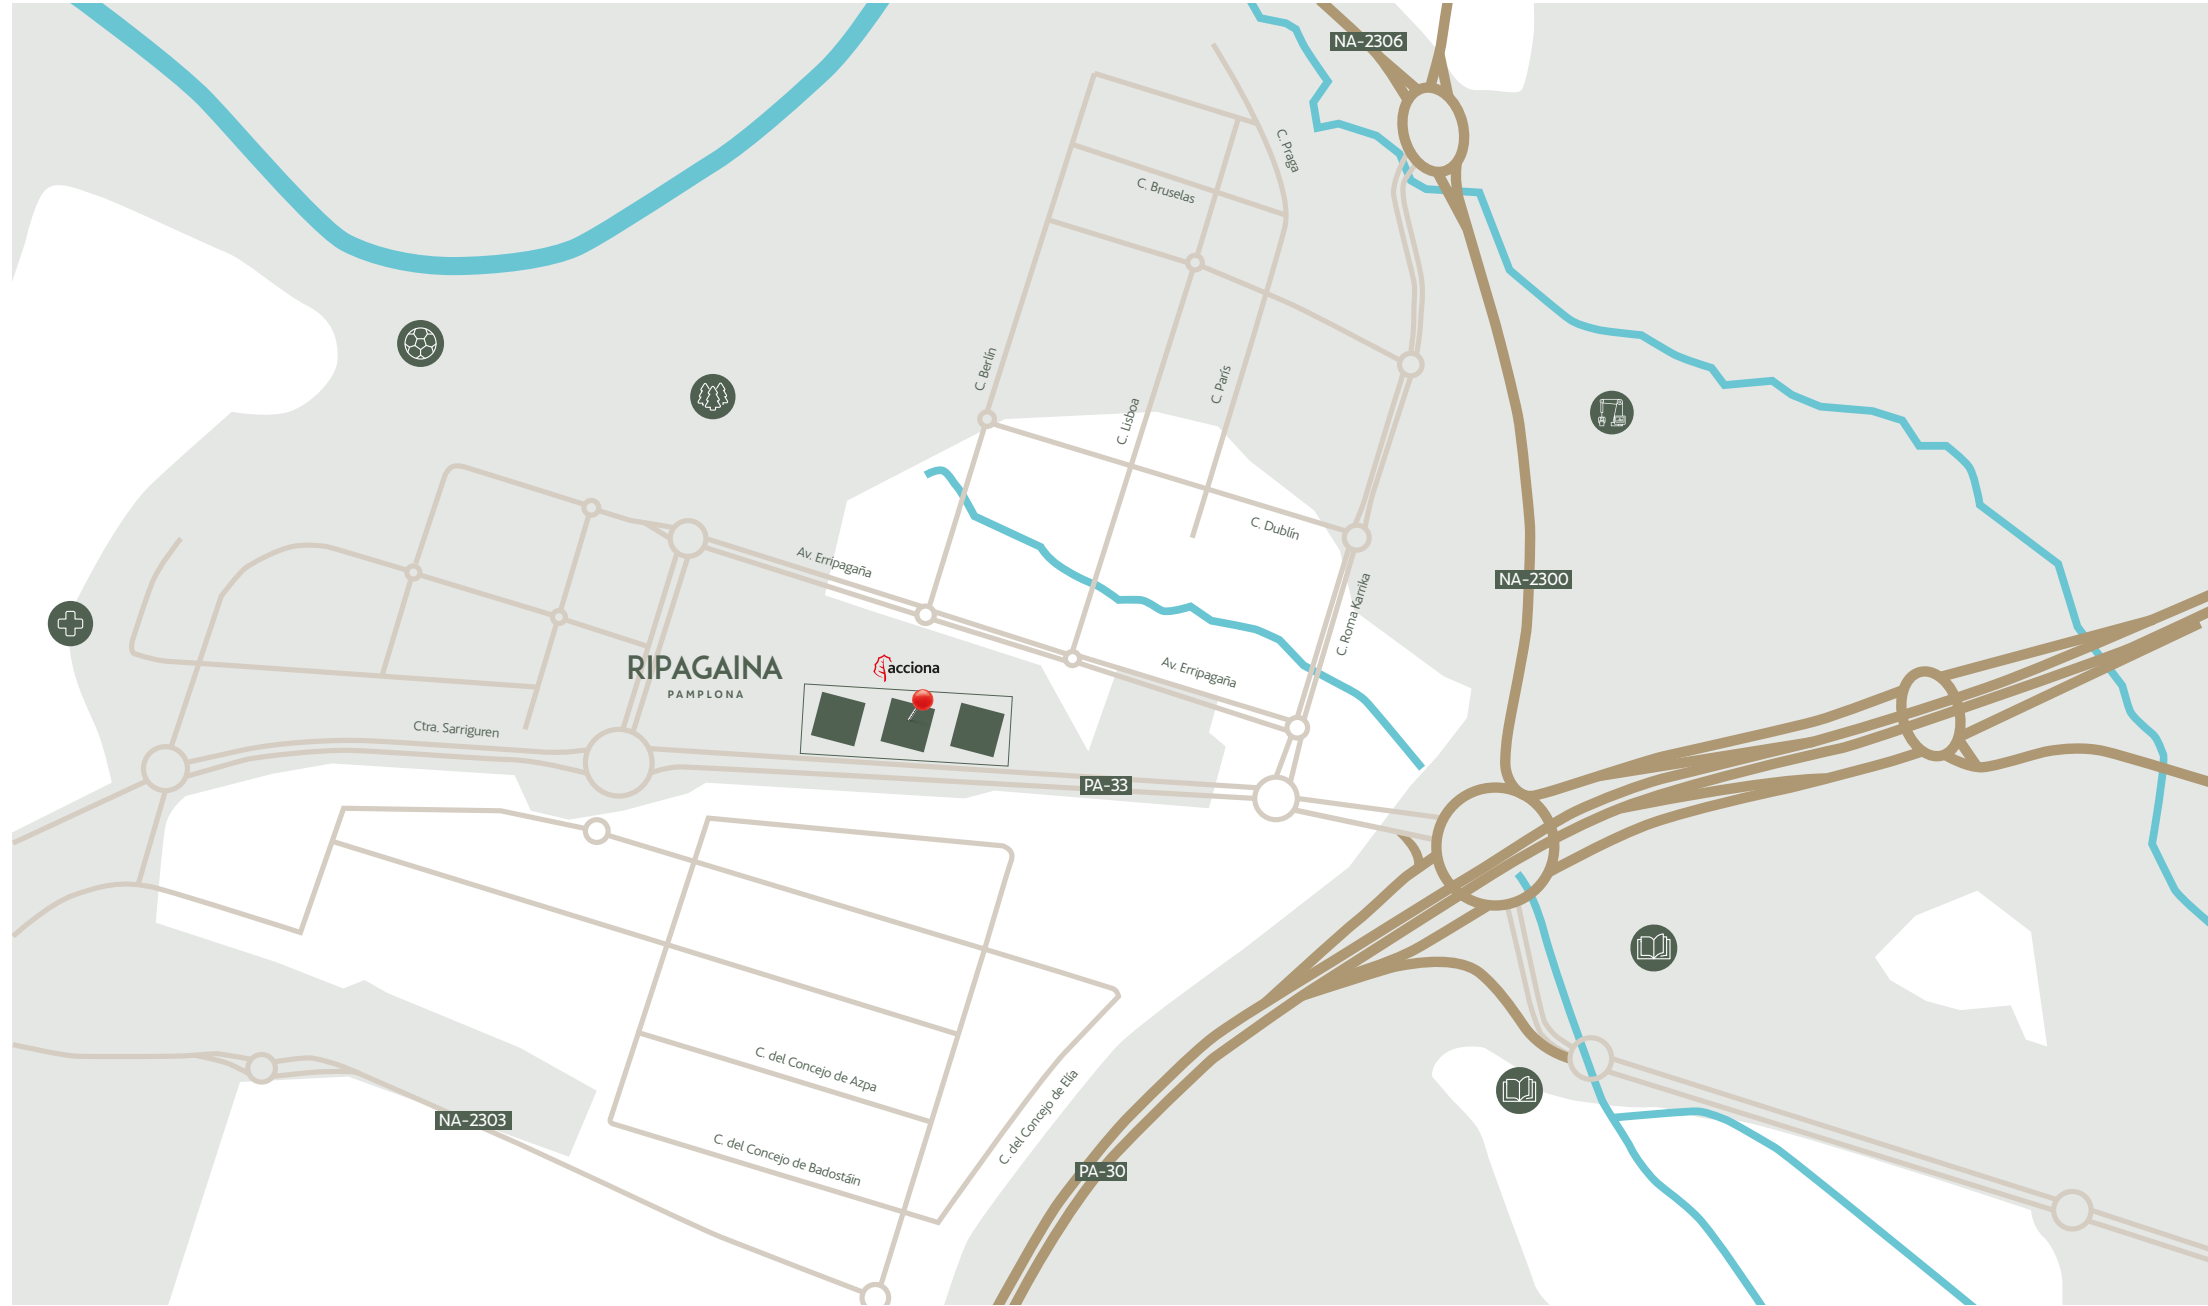 NA-2306
C. Praga
C. Bruselas
C. Berlín
C. París
C. Lisboa
C. Dublín
Av. Erripagaña
NA-2300
C. Roma Karrika
RIPAGAINA
PAMPLONA
acciona
Av. Erripagaña
Ctra. Sarriguren
PA-33
C. del Concejo de Azpa
C. del Concejo de Elía
NA-2303
C. del Concejo de Badostáin
PA-30